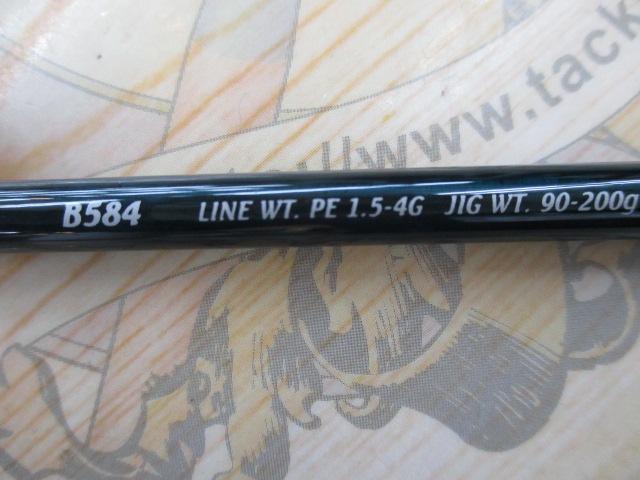 ://www.tack
B584 LINE WT. PE 1.5-4G JIG WT. 90-200g